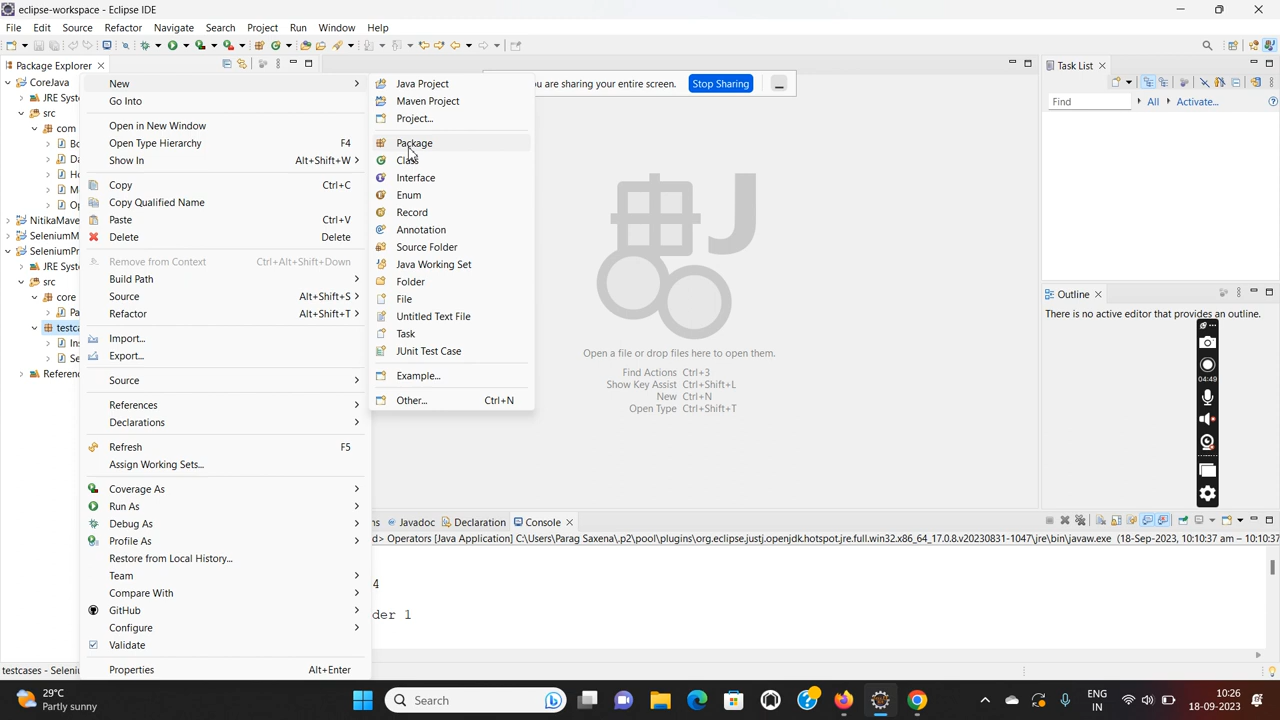 eclipse-workspace - Eclipse IDE
File Edit Source Refactor Navigate Search Project Run Window Help
Package Explorer
CoreJava
JRE Syst
src
com
Bo
Da
Ho
M
Op
NitikaMave
SeleniumM
SeleniumPr
JRE Syst
src
core
Pa
testca
Ins
Se
Referenc
New
Go Into
Open in New Window
Open Type Hierarchy F4
Show In Alt+Shift+W
Copy Ctrl+C
Copy Qualified Name
Paste Ctrl+V
Delete Delete
Remove from Context Ctrl+Alt+Shift+Down
Build Path
Source Alt+Shift+S
Refactor Alt+Shift+T
Import...
Export...
Source
References
Declarations
Refresh F5
Assign Working Sets...
Coverage As
Run As
Debug As
Profile As
Restore from Local History...
Team
Compare With
GitHub
Configure
Validate
Properties Alt+Enter
Java Project
Maven Project
Project...
Package
Class
Interface
Enum
Record
Annotation
Source Folder
Java Working Set
Folder
File
Untitled Text File
Task
JUnit Test Case
Example...
Other... Ctrl+N
ou are sharing your entire screen. Stop Sharing
Open a file or drop files here to open them.
Find Actions Ctrl+3
Show Key Assist Ctrl+Shift+L
New Ctrl+N
Open Type Ctrl+Shift+T
Task List
Find All Activate...
Outline
There is no active editor that provides an outline.
04:49
ns Javadoc Declaration Console
d> Operators [Java Application] C:\Users\Parag Saxena\.p2\pool\plugins\org.eclipse.justj.openjdk.hotspot.jre.full.win32.x86_64_17.0.8.v20230831-1047\jre\bin\javaw.exe (18-Sep-2023, 10:10:37 am – 10:10:37
4
der 1
testcases - Seleni
29°C
Partly sunny
Search
ENG
IN
10:26
18-09-2023